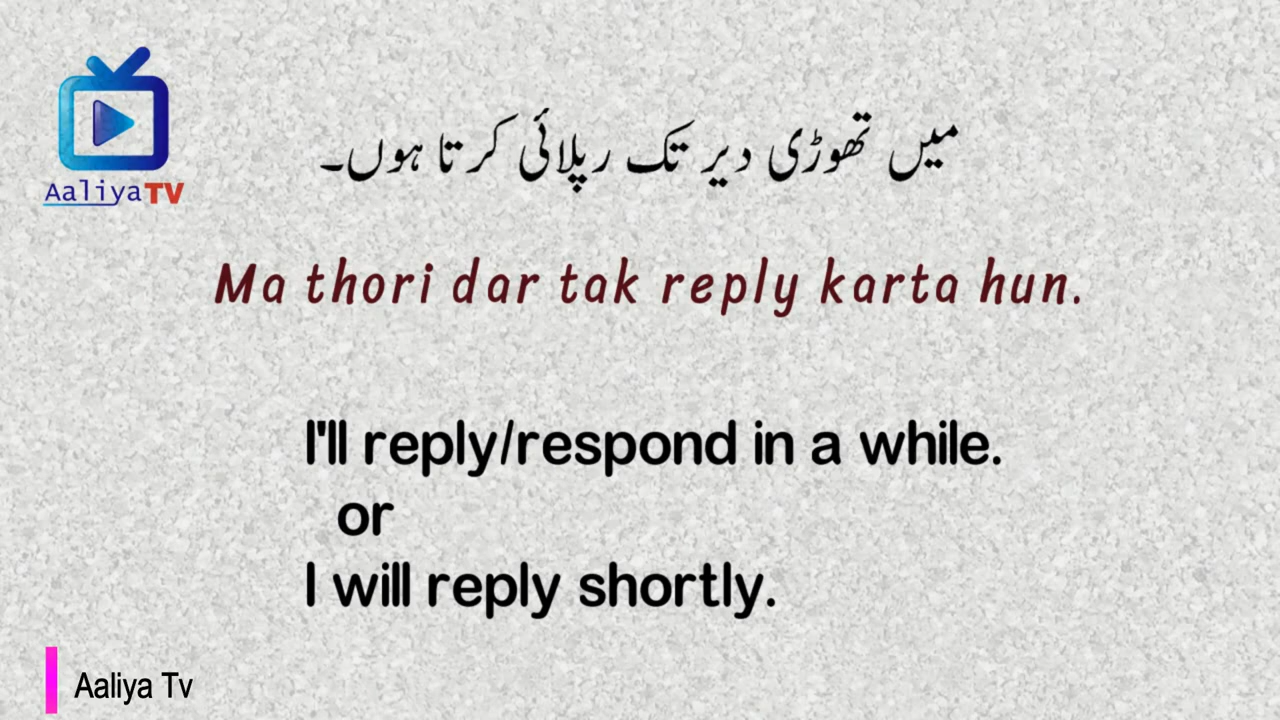 AaliyaTV
میں تھوڑی دیر تک رپلائی کرتا ہوں۔
Ma thori dar tak reply karta hun.
I'll reply/respond in a while.
or
I will reply shortly.
Aaliya Tv